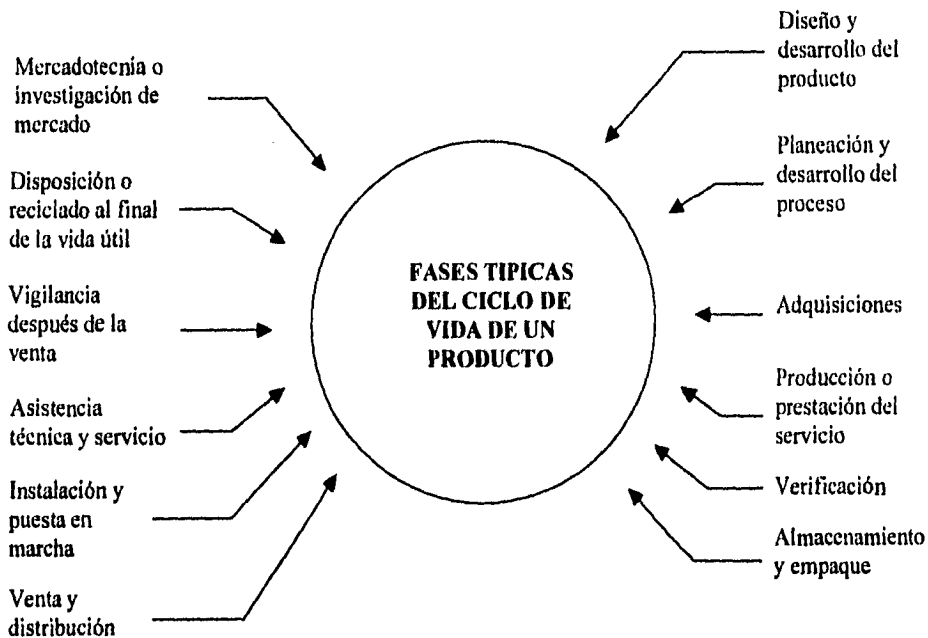 Mercadotecnia o
investigación de
mercado
Disposición o
reciclado al final
de la vida útil
Vigilancia
después de la
venta
Asistencia
técnica y servicio
Instalación y
puesta en
marcha
Venta y
distribución
FASES TIPICAS
DEL CICLO DE
VIDA DE UN
PRODUCTO
Diseño y
desarrollo del
producto
Planeación y
desarrollo del
proceso
Adquisiciones
Producción o
prestación del
servicio
Verificación
Almacenamiento
y empaque